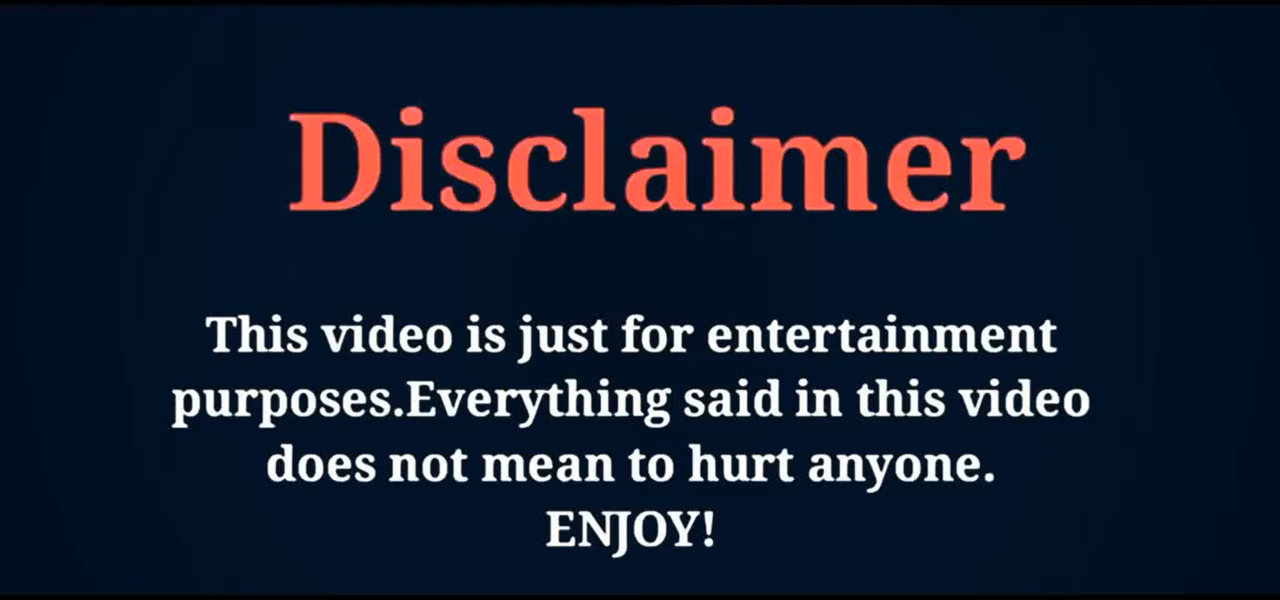 Disclaimer
This video is just for entertainment
purposes.Everything said in this video
does not mean to hurt anyone.
ENJOY!